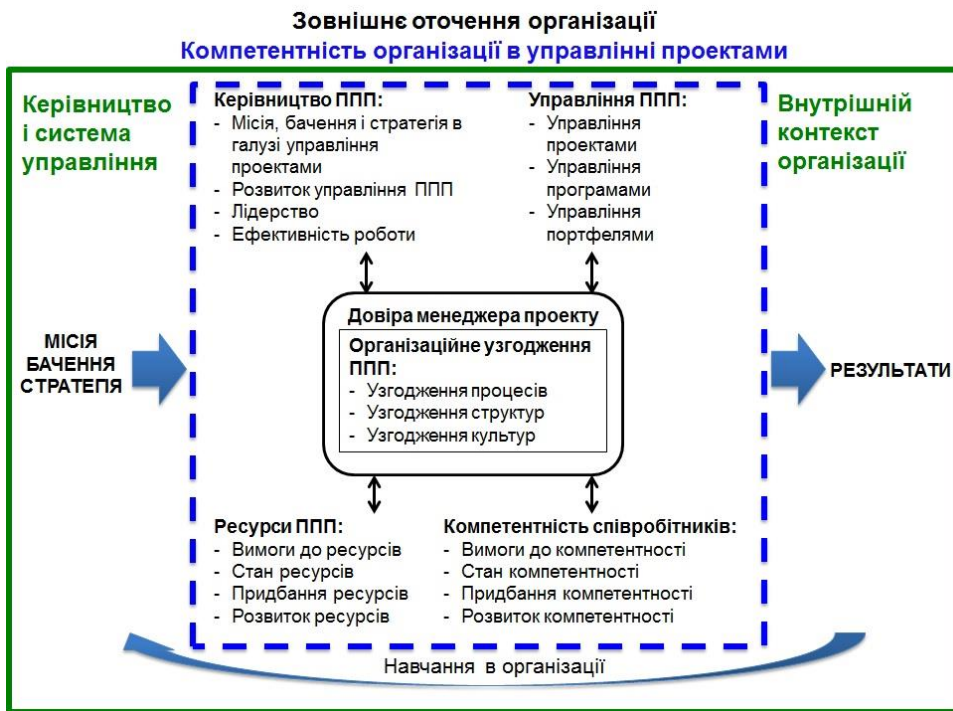 Зовнішнє оточення організації
Компетентність організації в управлінні проектами
Керівництво
і система
управління
Керівництво ППП:
- Місія, бачення і стратегія в
галузі управління
проектами
- Розвиток управління ППП
- Лідерство
- Ефективність роботи
Управління ППП:
- Управління
проектами
- Управління
програмами
- Управління
портфелями
Внутрішній
контекст
організації
МІСІЯ
БАЧЕННЯ
СТРАТЕПЯ
Довіра менеджера проекту
Організаційне узгодження
ППП:
- Узгодження процесів
- Узгодження структур
- Узгодження культур
РЕЗУЛЬТАТИ
Ресурси ППП:
- Вимоги до ресурсів
- Стан ресурсів
- Придбання ресурсів
- Розвиток ресурсів
Компетентність співробітників:
- Вимоги до компетентності
- Стан компетентності
- Придбання компетентності
- Розвиток компетентності
Навчання в організації